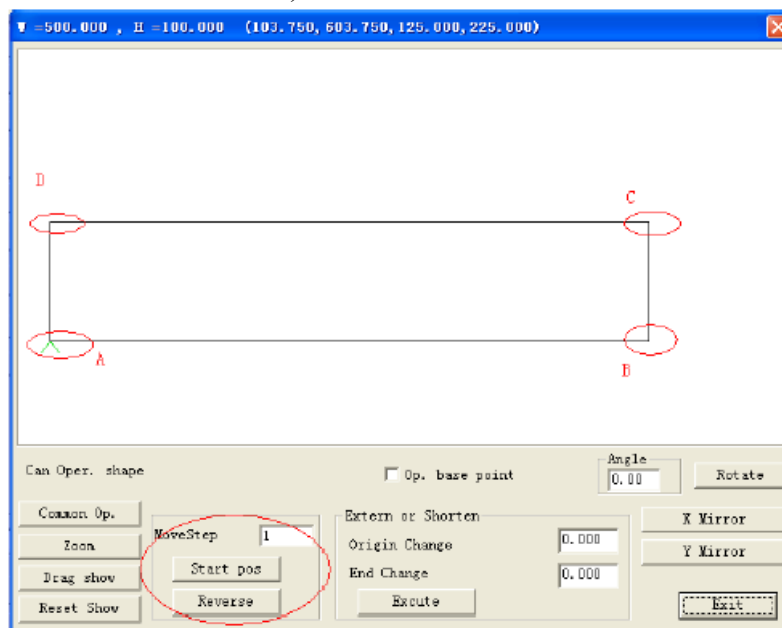 W =500.000 , H =100.000 (103.750, 603.750, 125.000, 225.000)
D
C
A
B
Can Oper. shape
Op. base point
Angle
0.00
Rotate
Common Op.
Zoon
Drag show
Reset Show
MoveStep
1
Start pos
Reverse
Extern or Shorten
Origin Change
0.000
End Change
0.000
Excute
X Mirror
Y Mirror
Exit